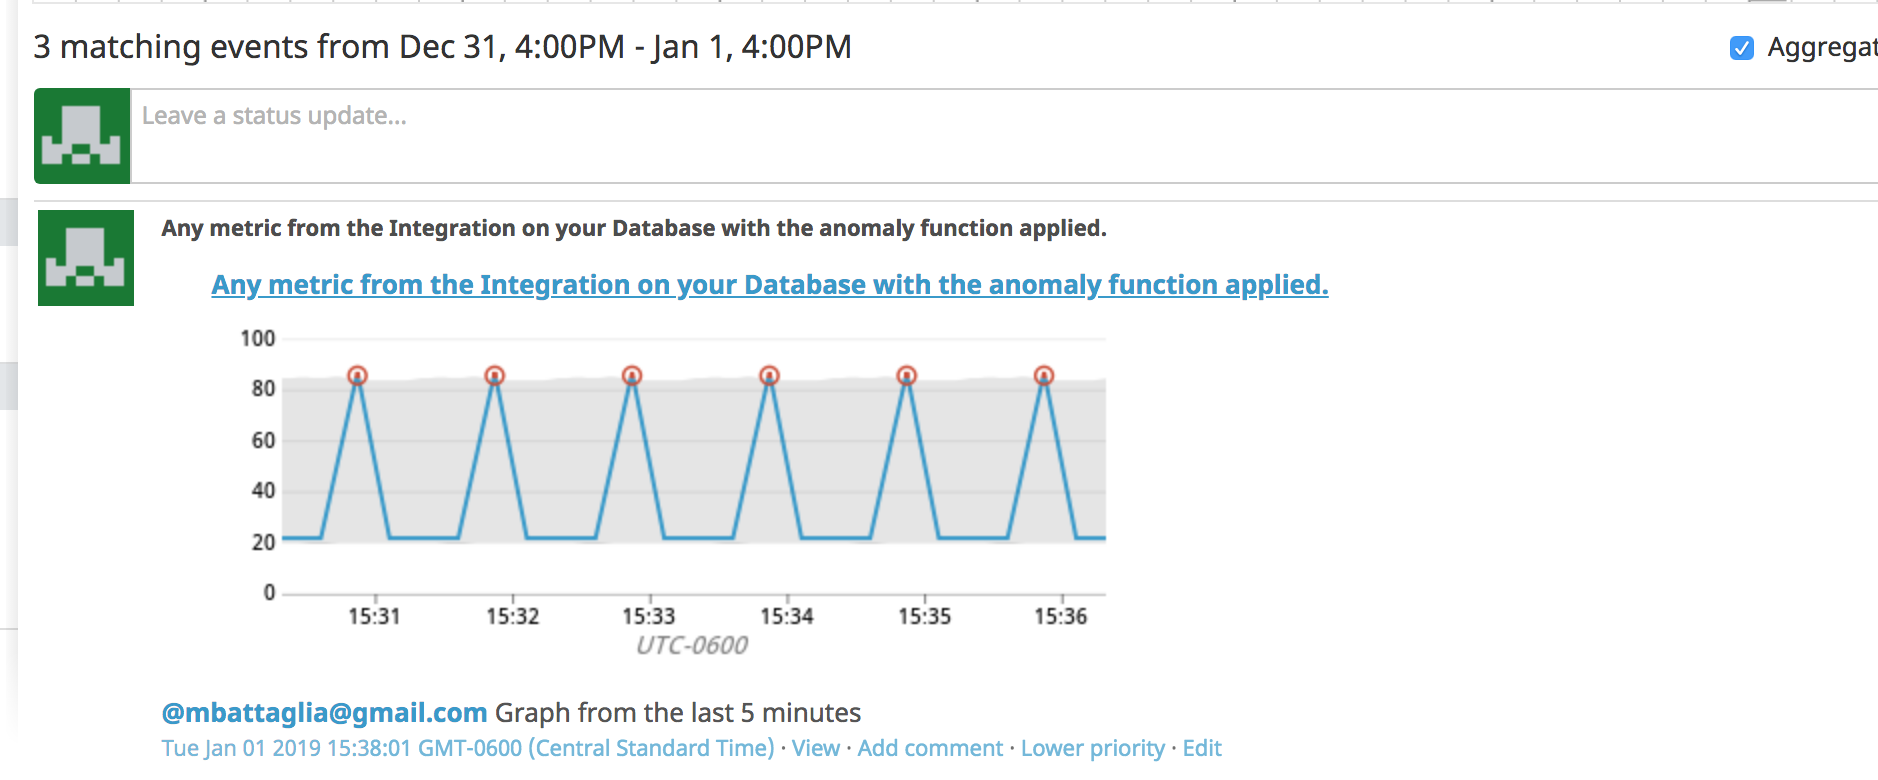 3 matching events from Dec 31, 4:00PM - Jan 1, 4:00PM
Aggregat
Leave a status update...
Any metric from the Integration on your Database with the anomaly function applied.
Any metric from the Integration on your Database with the anomaly function applied.
100
80
60
40
20
0
15:31 15:32 15:33 15:34 15:35 15:36
UTC-0600
@mbattaglia@gmail.com Graph from the last 5 minutes
Tue Jan 01 2019 15:38:01 GMT-0600 (Central Standard Time) · View · Add comment · Lower priority · Edit